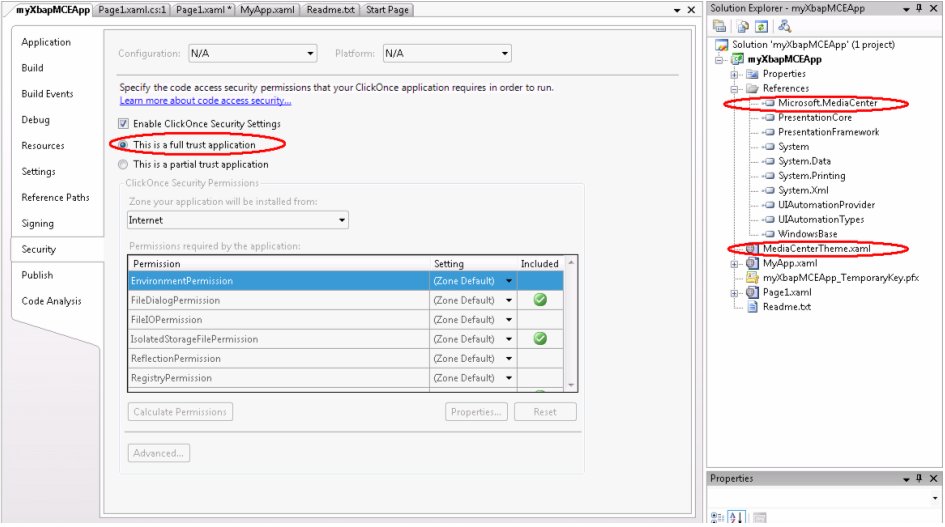 myXbapMCEApp Page1.xaml.cs:1 Page1.xaml * MyApp.xaml Readme.txt Start Page
Application
Build
Build Events
Debug
Resources
Settings
Reference Paths
Signing
Security
Publish
Code Analysis
Configuration: N/A Platform: N/A
Specify the code access security permissions that your ClickOnce application requires in order to run.
Learn more about code access security...
Enable ClickOnce Security Settings
This is a full trust application
This is a partial trust application
ClickOnce Security Permissions
Zone your application will be installed from:
Internet
Permissions required by the application:
Permission Setting Included
EnvironmentPermission (Zone Default)
FileDialogPermission (Zone Default)
FileIOPermission (Zone Default)
IsolatedStorageFilePermission (Zone Default)
ReflectionPermission (Zone Default)
RegistryPermission (Zone Default)
Calculate Permissions Properties... Reset
Advanced...
Solution Explorer - myXbapMCEApp
Solution 'myXbapMCEApp' (1 project)
myXbapMCEApp
Properties
References
Microsoft.MediaCenter
PresentationCore
PresentationFramework
System
System.Data
System.Printing
System.Xml
UIAutomationProvider
UIAutomationTypes
WindowsBase
MediaCenterTheme.xaml
MyApp.xaml
myXbapMCEApp_TemporaryKey.pfx
Page1.xaml
Readme.txt
Properties